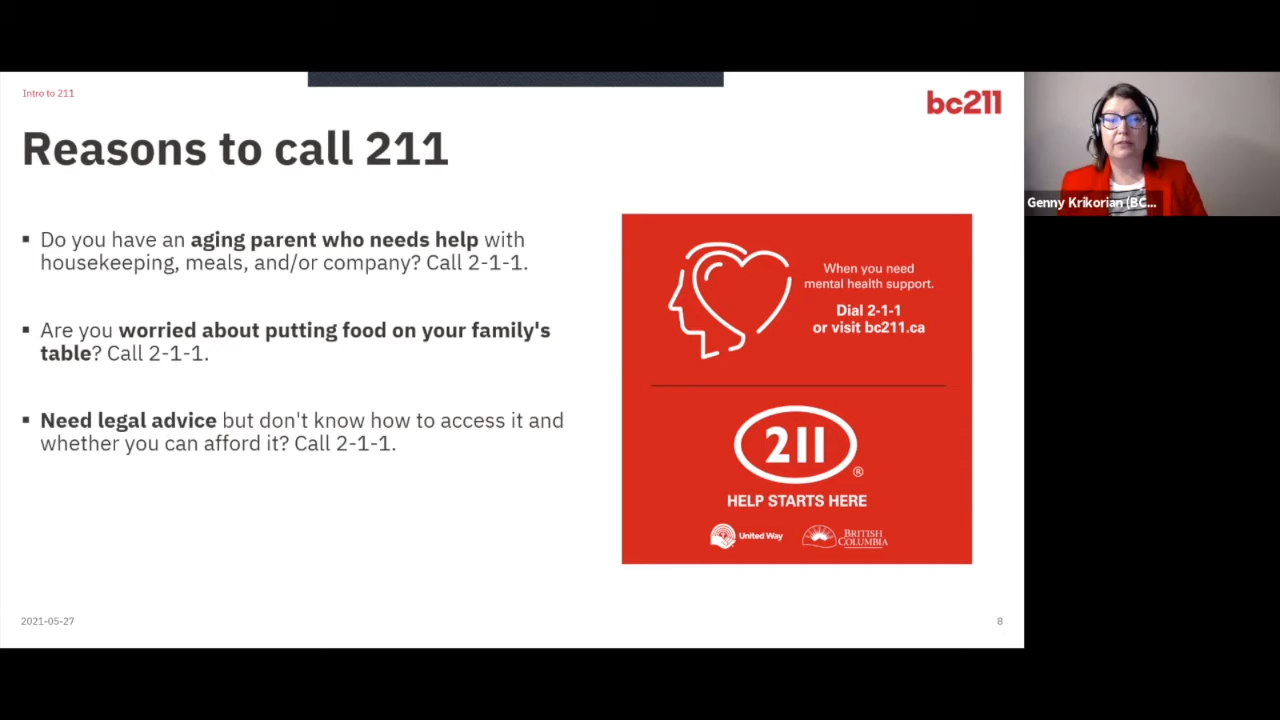 Intro to 211
bc211
Reasons to call 211
▪ Do you have an aging parent who needs help with
housekeeping, meals, and/or company? Call 2-1-1.
▪ Are you worried about putting food on your family's
table? Call 2-1-1.
▪ Need legal advice but don't know how to access it and
whether you can afford it? Call 2-1-1.
When you need
mental health support.
Dial 2-1-1
or visit bc211.ca
211®
HELP STARTS HERE
United Way
BRITISH
COLUMBIA
2021-05-27
8
Genny Krikorian (BC...